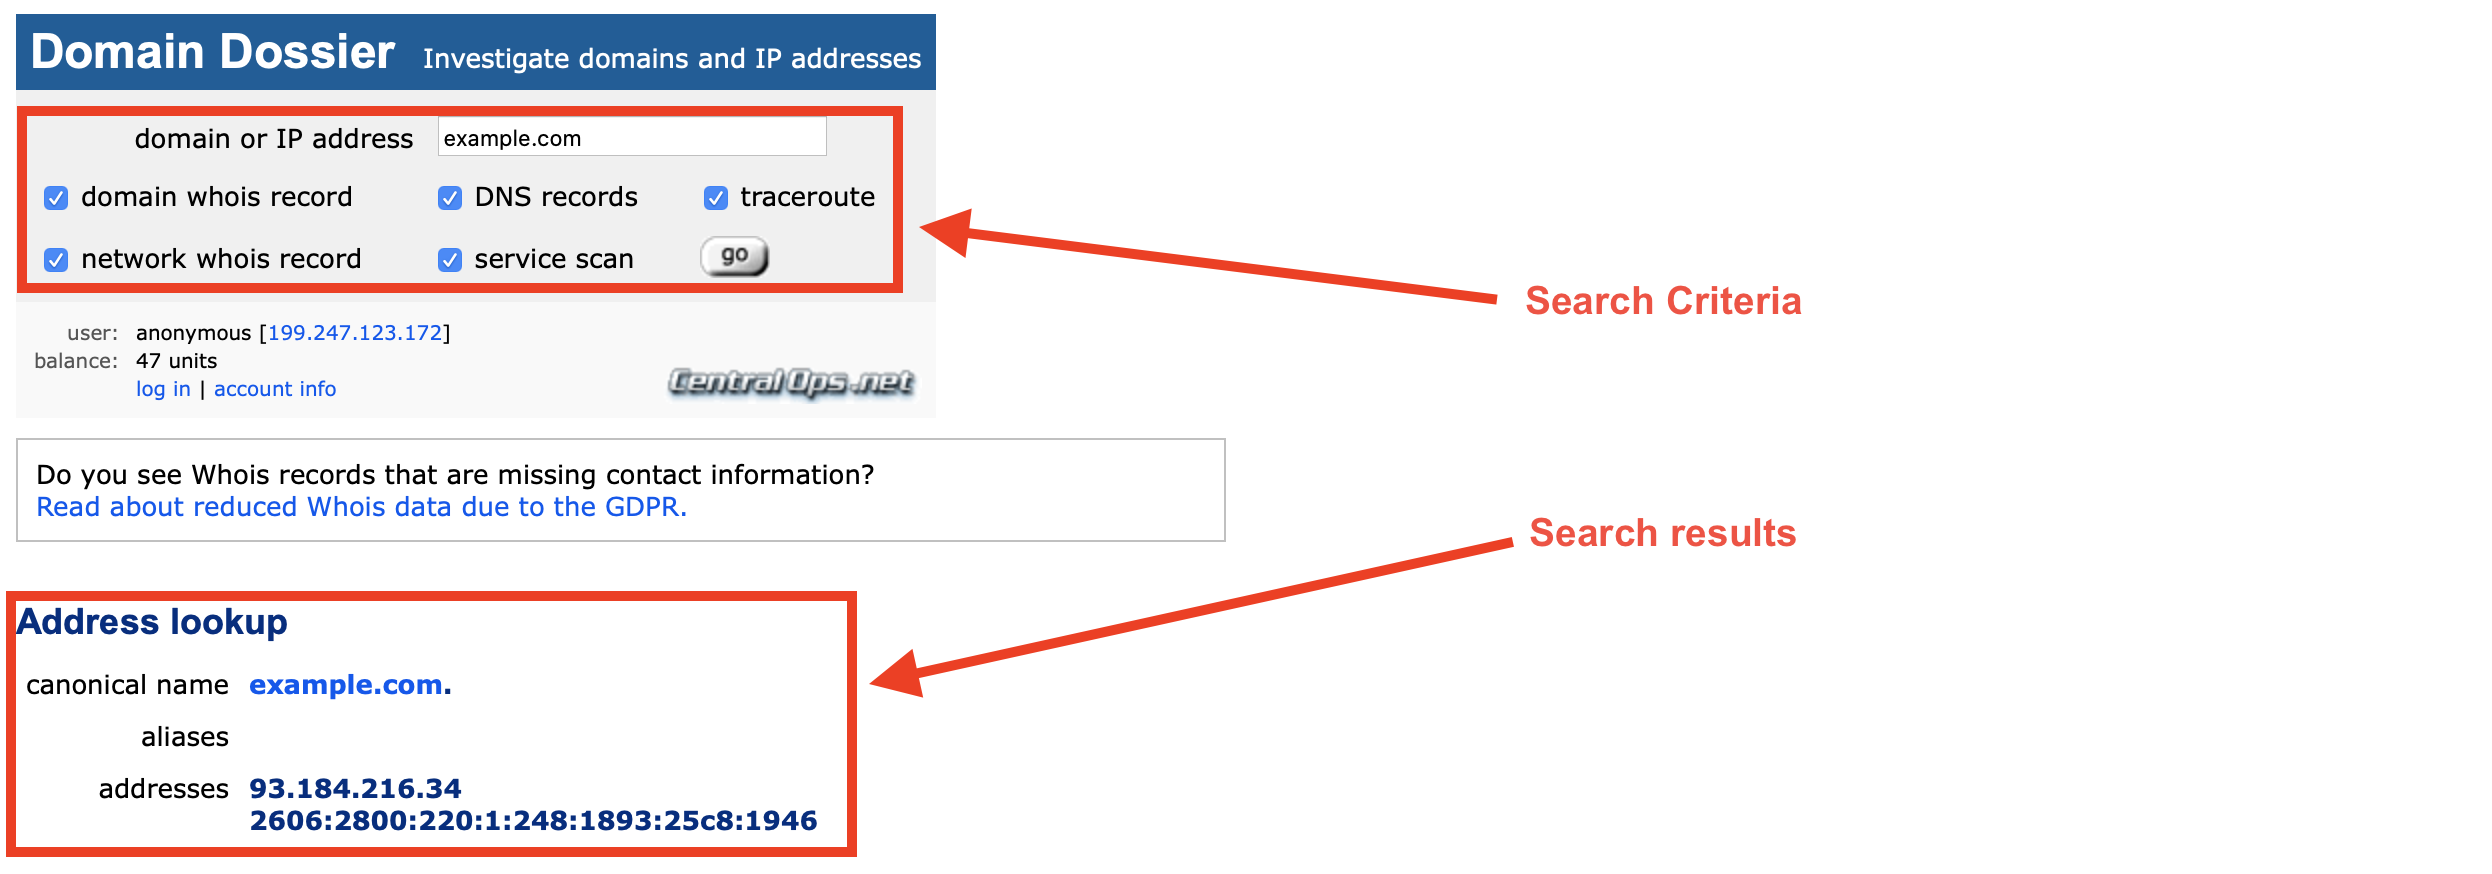 Domain Dossier Investigate domains and IP addresses
domain or IP address example.com
domain whois record DNS records traceroute
network whois record service scan go
Search Criteria
user: anonymous [199.247.123.172]
balance: 47 units
log in | account info
CentralOps.net
Do you see Whois records that are missing contact information?
Read about reduced Whois data due to the GDPR.
Search results
Address lookup
canonical name example.com.
aliases
addresses 93.184.216.34
2606:2800:220:1:248:1893:25c8:1946